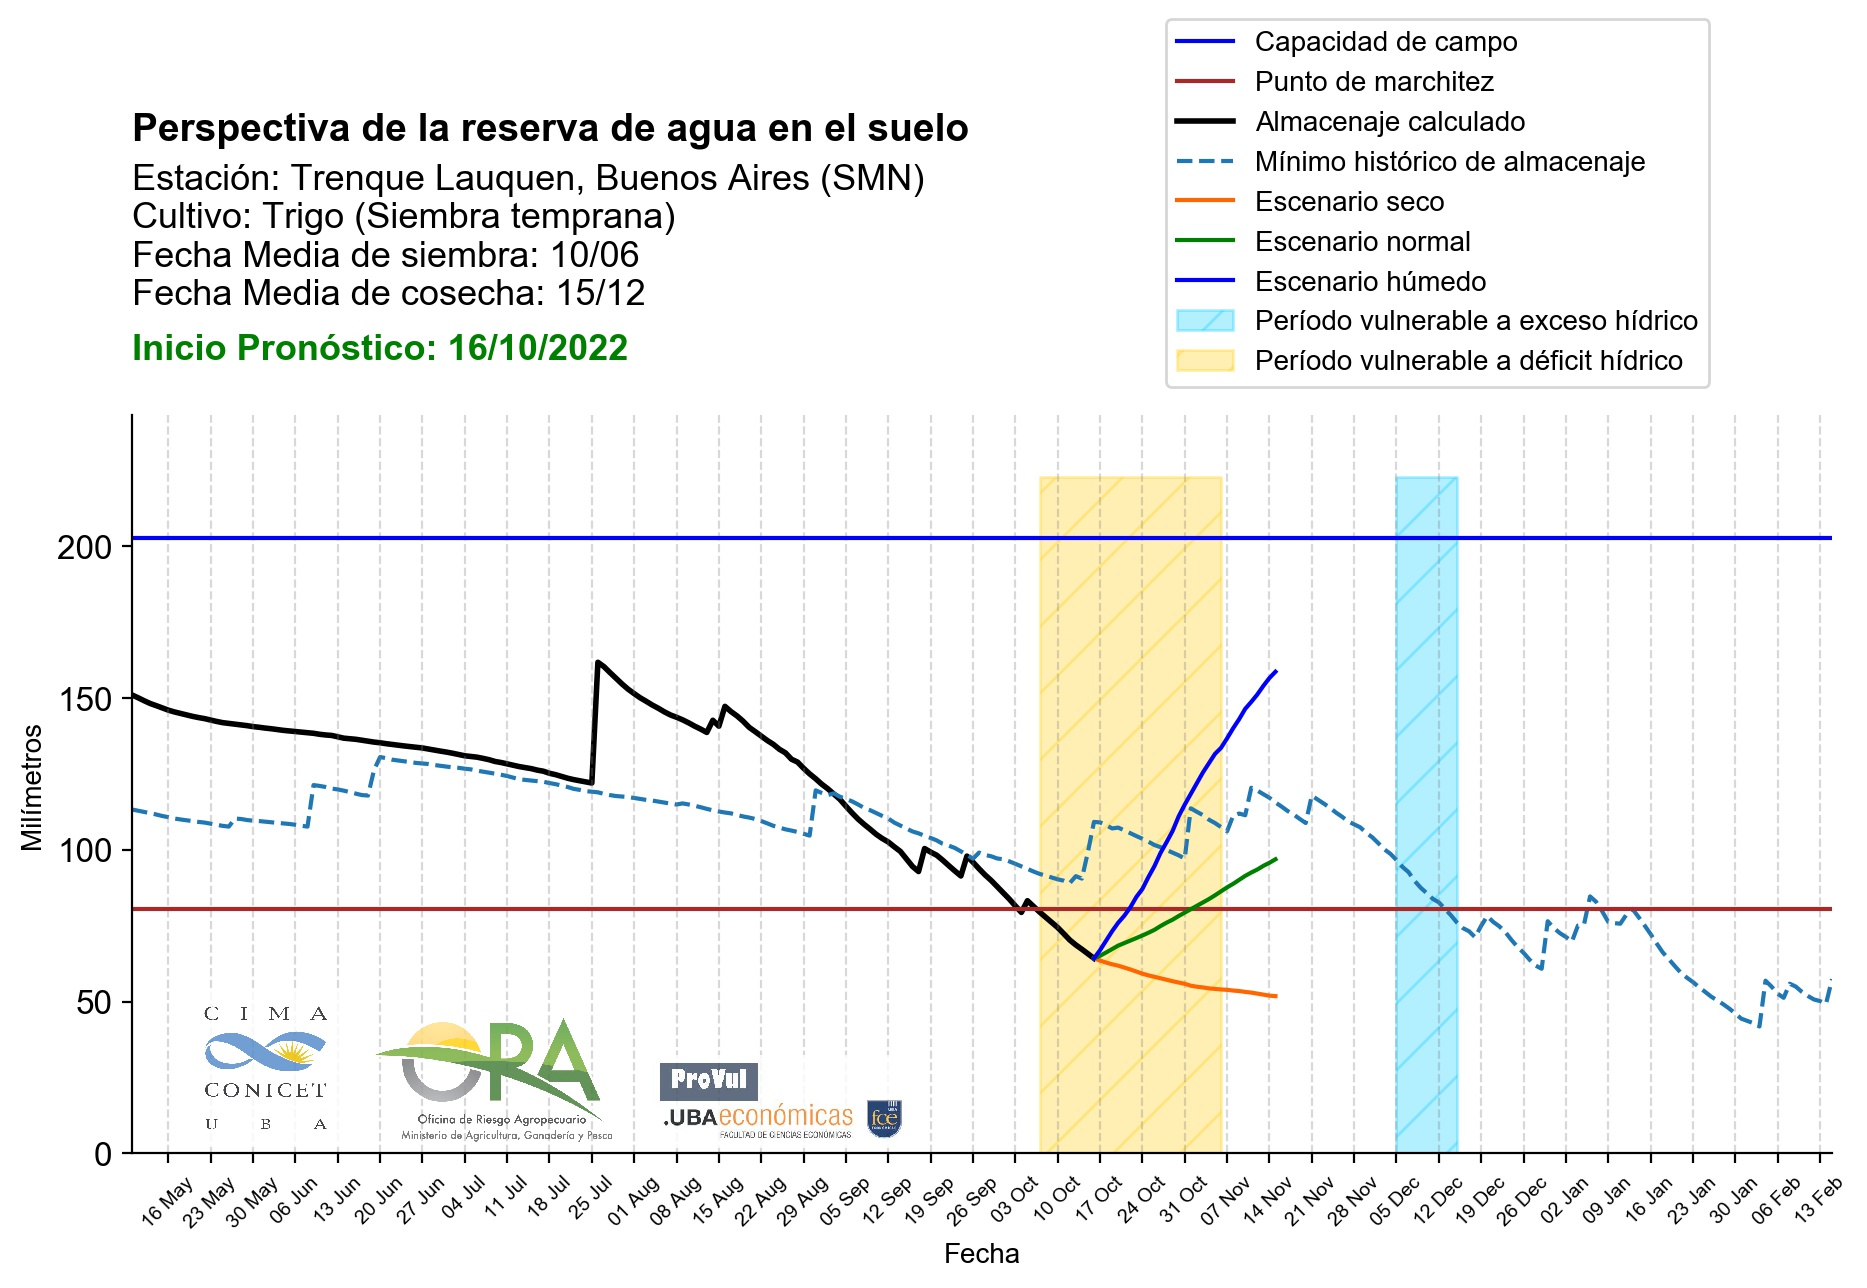 Capacidad de campo
Punto de marchitez
Almacenaje calculado
Mínimo histórico de almacenaje
Escenario seco
Escenario normal
Escenario húmedo
Período vulnerable a exceso hídrico
Período vulnerable a déficit hídrico
Perspectiva de la reserva de agua en el suelo
Estación: Trenque Lauquen, Buenos Aires (SMN)
Cultivo: Trigo (Siembra temprana)
Fecha Media de siembra: 10/06
Fecha Media de cosecha: 15/12
Inicio Pronóstico: 16/10/2022
Milímetros
200
150
100
50
0
C I M A
CONICET
U B A
ORA
Oficina de Riesgo Agropecuario
Ministerio de Agricultura, Ganadería y Pesca
ProVul
.UBAeconómicas
FACULTAD DE CIENCIAS ECONÓMICAS
UBA
fce
16 May
23 May
30 May
06 Jun
13 Jun
20 Jun
27 Jun
04 Jul
11 Jul
18 Jul
25 Jul
01 Aug
08 Aug
15 Aug
22 Aug
29 Aug
05 Sep
12 Sep
19 Sep
26 Sep
03 Oct
10 Oct
17 Oct
24 Oct
31 Oct
07 Nov
14 Nov
21 Nov
28 Nov
05 Dec
12 Dec
19 Dec
26 Jan
02 Jan
09 Jan
16 Jan
23 Jan
30 Jan
06 Feb
13 Feb
Fecha